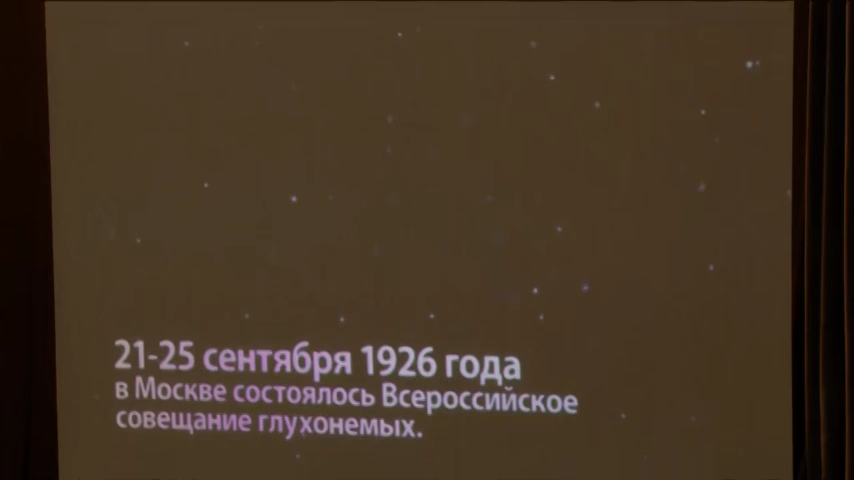 21-25 сентября 1926 года
в Москве состоялось Всероссийское
совещание глухонемых.